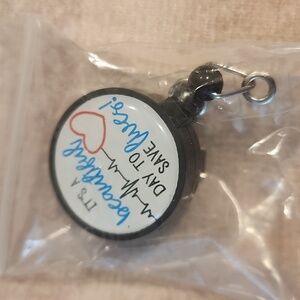 IT'S A
beautiful
DAY TO
SAVE
lives!